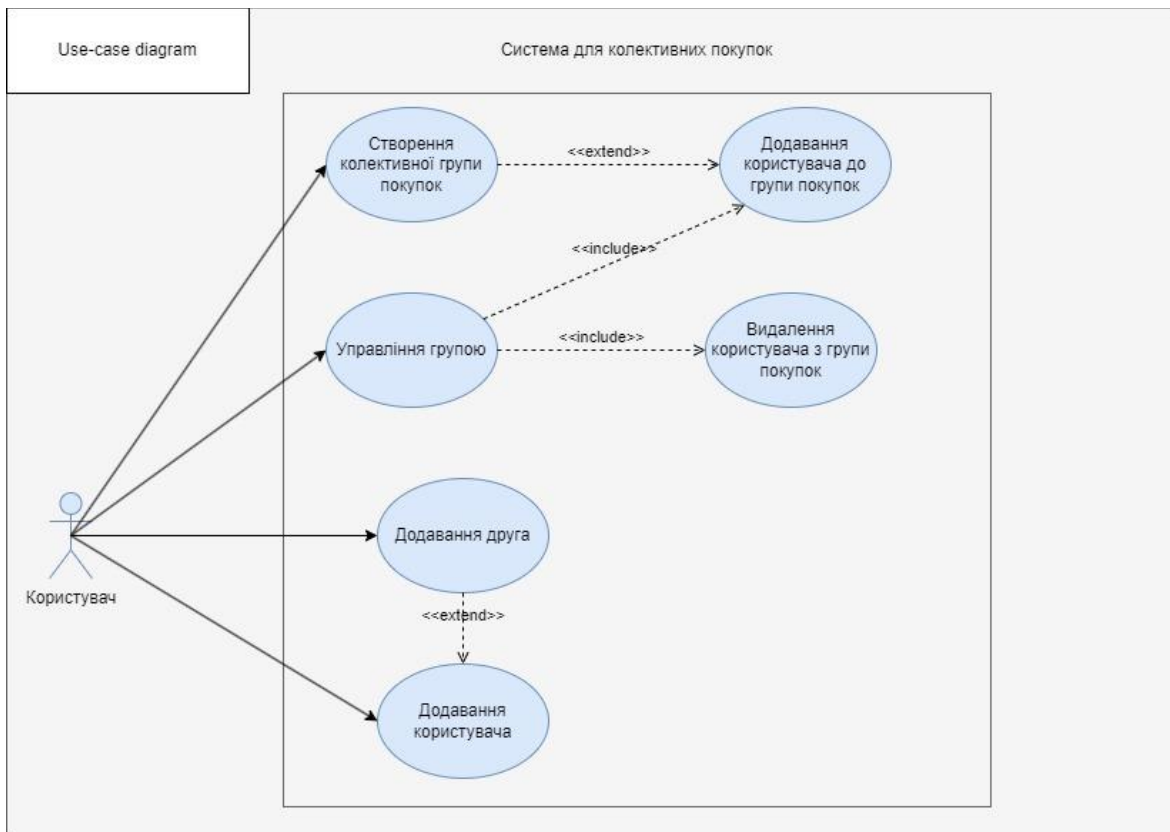 Use-case diagram
Система для колективних покупок
Створення
колективної групи
покупок
<<extend>>
Додавання
користувача до
групи покупок
<<include>>
Управління групою
<<include>>
Видалення
користувача з групи
покупок
Додавання друга
Користувач
<<extend>>
Додавання
користувача